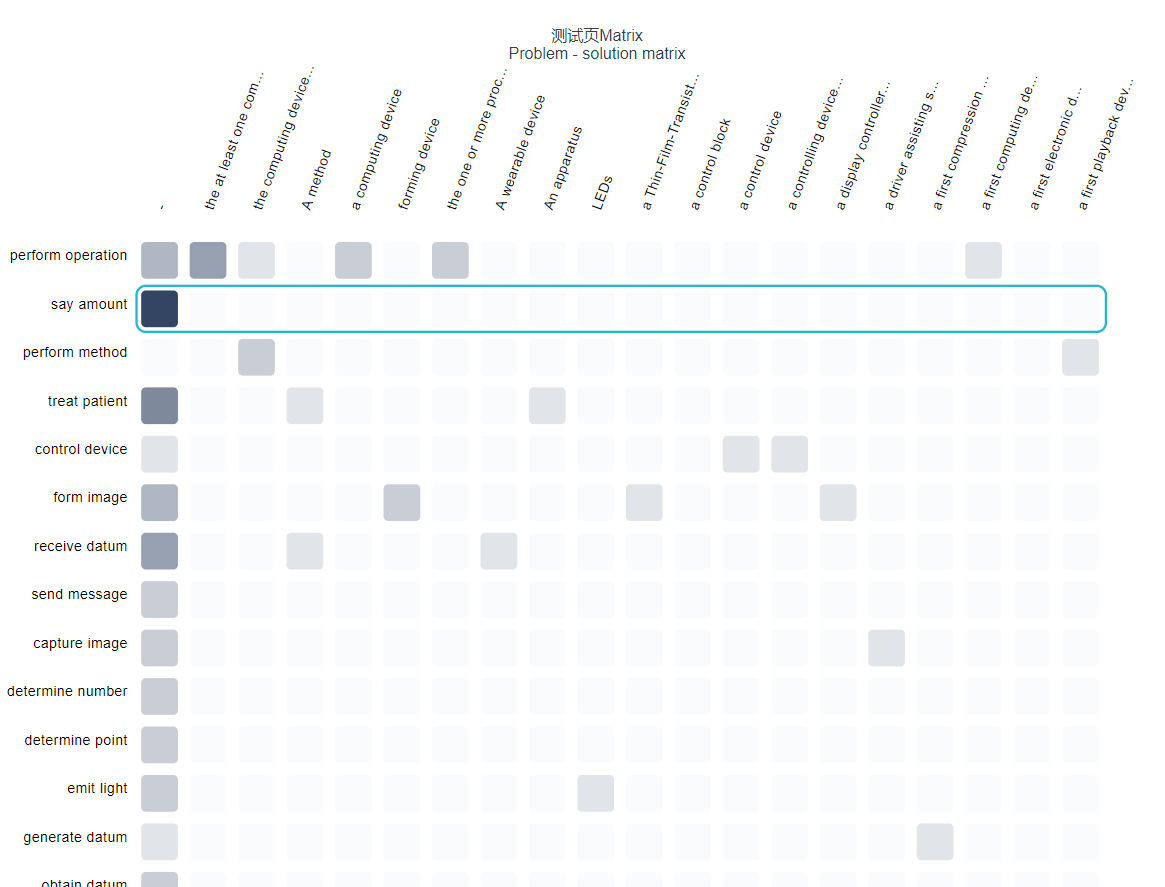 测试页Matrix
Problem - solution matrix
-
the at least one com...
the computing device...
A method
a computing device
forming device
the one or more proc...
A wearable device
An apparatus
LEDs
a Thin-Film-Transist...
a control block
a control device
a controlling device...
a display controller...
a driver assisting s...
a first compression ...
a first computing de...
a first electronic d...
a first playback dev...
perform operation
say amount
perform method
treat patient
control device
form image
receive datum
send message
capture image
determine number
determine point
emit light
generate datum
obtain datum